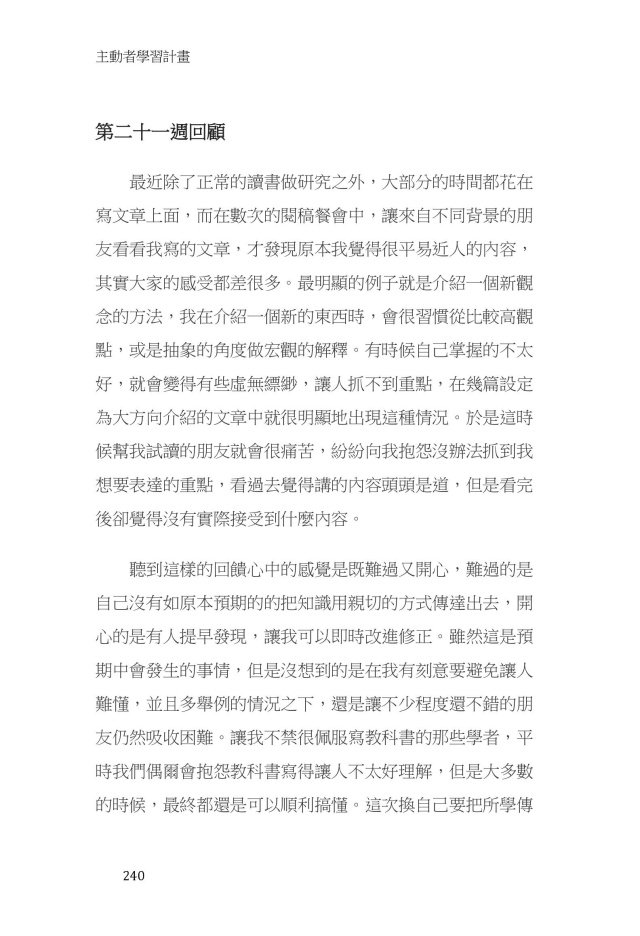 主動者學習計畫
第二十一週回顧
最近除了正常的讀書做研究之外，大部分的時間都花在
寫文章上面，而在數次的閱稿餐會中，讓來自不同背景的朋
友看看我寫的文章，才發現原本我覺得很平易近人的內容，
其實大家的感受都差很多。最明顯的例子就是介紹一個新觀
念的方法，我在介紹一個新的東西時，會很習慣從比較高觀
點，或是抽象的角度做宏觀的解釋。有時候自己掌握的不太
好，就會變得有些虛無縹緲，讓人抓不到重點，在幾篇設定
為大方向介紹的文章中就很明顯地出現這種情況。於是這時
候幫我試讀的朋友就會很痛苦，紛紛向我抱怨沒辦法抓到我
想要表達的重點，看過去覺得講的內容頭頭是道，但是看完
後卻覺得沒有實際接受到什麼內容。
聽到這樣的回饋心中的感覺是既難過又開心，難過的是
自己沒有如原本預期的的把知識用親切的方式傳達出去，開
心的是有人提早發現，讓我可以即時改進修正。雖然這是預
期中會發生的事情，但是沒想到的是在我有刻意要避免讓人
難懂，並且多舉例的情況之下，還是讓不少程度還不錯的朋
友仍然吸收困難。讓我不禁很佩服寫教科書的那些學者，平
時我們偶爾會抱怨教科書寫得讓人不太好理解，但是大多數
的時候，最終都還是可以順利搞懂。這次換自己要把所學傳
240